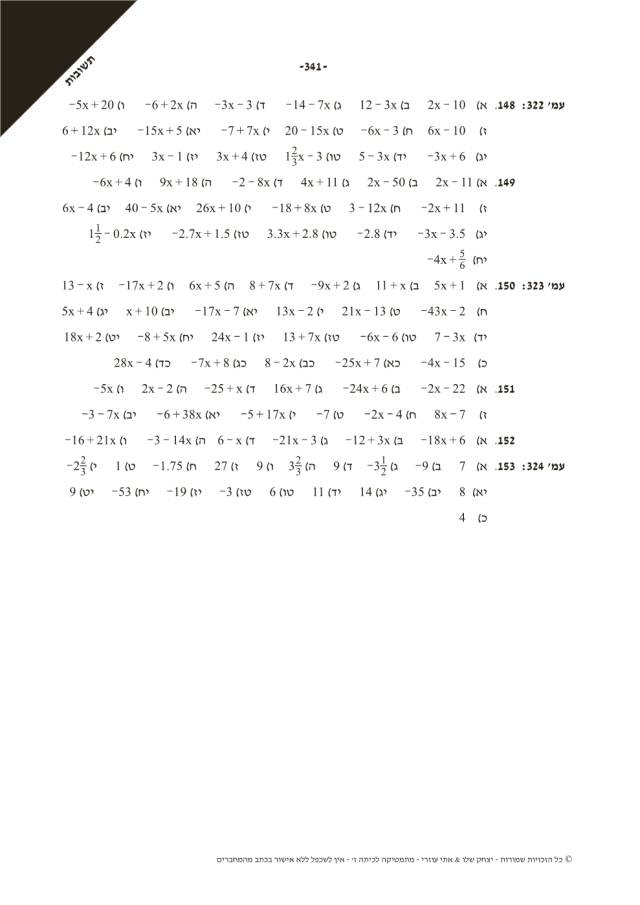 תשובות
-341-
עמ' 322: 148. א) 2x − 10 ב) 12 − 3x ג) −14 − 7x ד) −3x − 3 ה) −6 + 2x ו) −5x + 20
ז) 6x − 10 ח) −6x − 3 ט) 20 − 15x י) −7 + 7x יא) −15x + 5 יב) 6 + 12x
יג) −3x + 6 יד) 5 − 3x טו) 1 2/3 x − 3 טז) 3x + 4 יז) 3x − 1 יח) −12x + 6
149. א) 2x − 11 ב) 2x − 50 ג) 4x + 11 ד) −2 − 8x ה) 9x + 18 ו) −6x + 4
ז) −2x + 11 ח) 3 − 12x ט) −18 + 8x י) 26x + 10 יא) 40 − 5x יב) 6x − 4
יג) −3x − 3.5 יד) −2.8 טו) 3.3x + 2.8 טז) −2.7x + 1.5 יז) 1 1/2 − 0.2x
יח) −4x + 5/6
עמ' 323: 150. א) 5x + 1 ב) 11 + x ג) −9x + 2 ד) 8 + 7x ה) 6x + 5 ו) −17x + 2 ז) 13 − x
ח) −43x − 2 ט) 21x − 13 י) 13x − 2 יא) −17x − 7 יב) x + 10 יג) 5x + 4
יד) 7 − 3x טו) −6x − 6 טז) 13 + 7x יז) 24x − 1 יח) −8 + 5x יט) 18x + 2
כ) −4x − 15 כא) −25x + 7 כב) 8 − 2x כג) −7x + 8 כד) 28x − 4
151. א) −2x − 22 ב) −24x + 6 ג) 16x + 7 ד) −25 + x ה) 2x − 2 ו) −5x
ז) 8x − 7 ח) −2x − 4 ט) −7 י) −5 + 17x יא) −6 + 38x יב) −3 − 7x
152. א) −18x + 6 ב) −12 + 3x ג) −21x − 3 ד) 6 − x ה) −3 − 14x ו) −16 + 21x
עמ' 324: 153. א) 7 ב) −9 ג) −3 1/2 ד) 9 ה) 3 2/3 ו) 9 ז) 27 ח) −1.75 ט) 1 י) −2 2/3
יא) 8 יב) −35 יג) 14 יד) 11 טו) 6 טז) −3 יז) −19 יח) −53 יט) 9
כ) 4
© כל הזכויות שמורות - יצחק שלו & אתי עוזרי - מתמטיקה לכיתה ז' - אין לשכפל ללא אישור בכתב מהמחברים